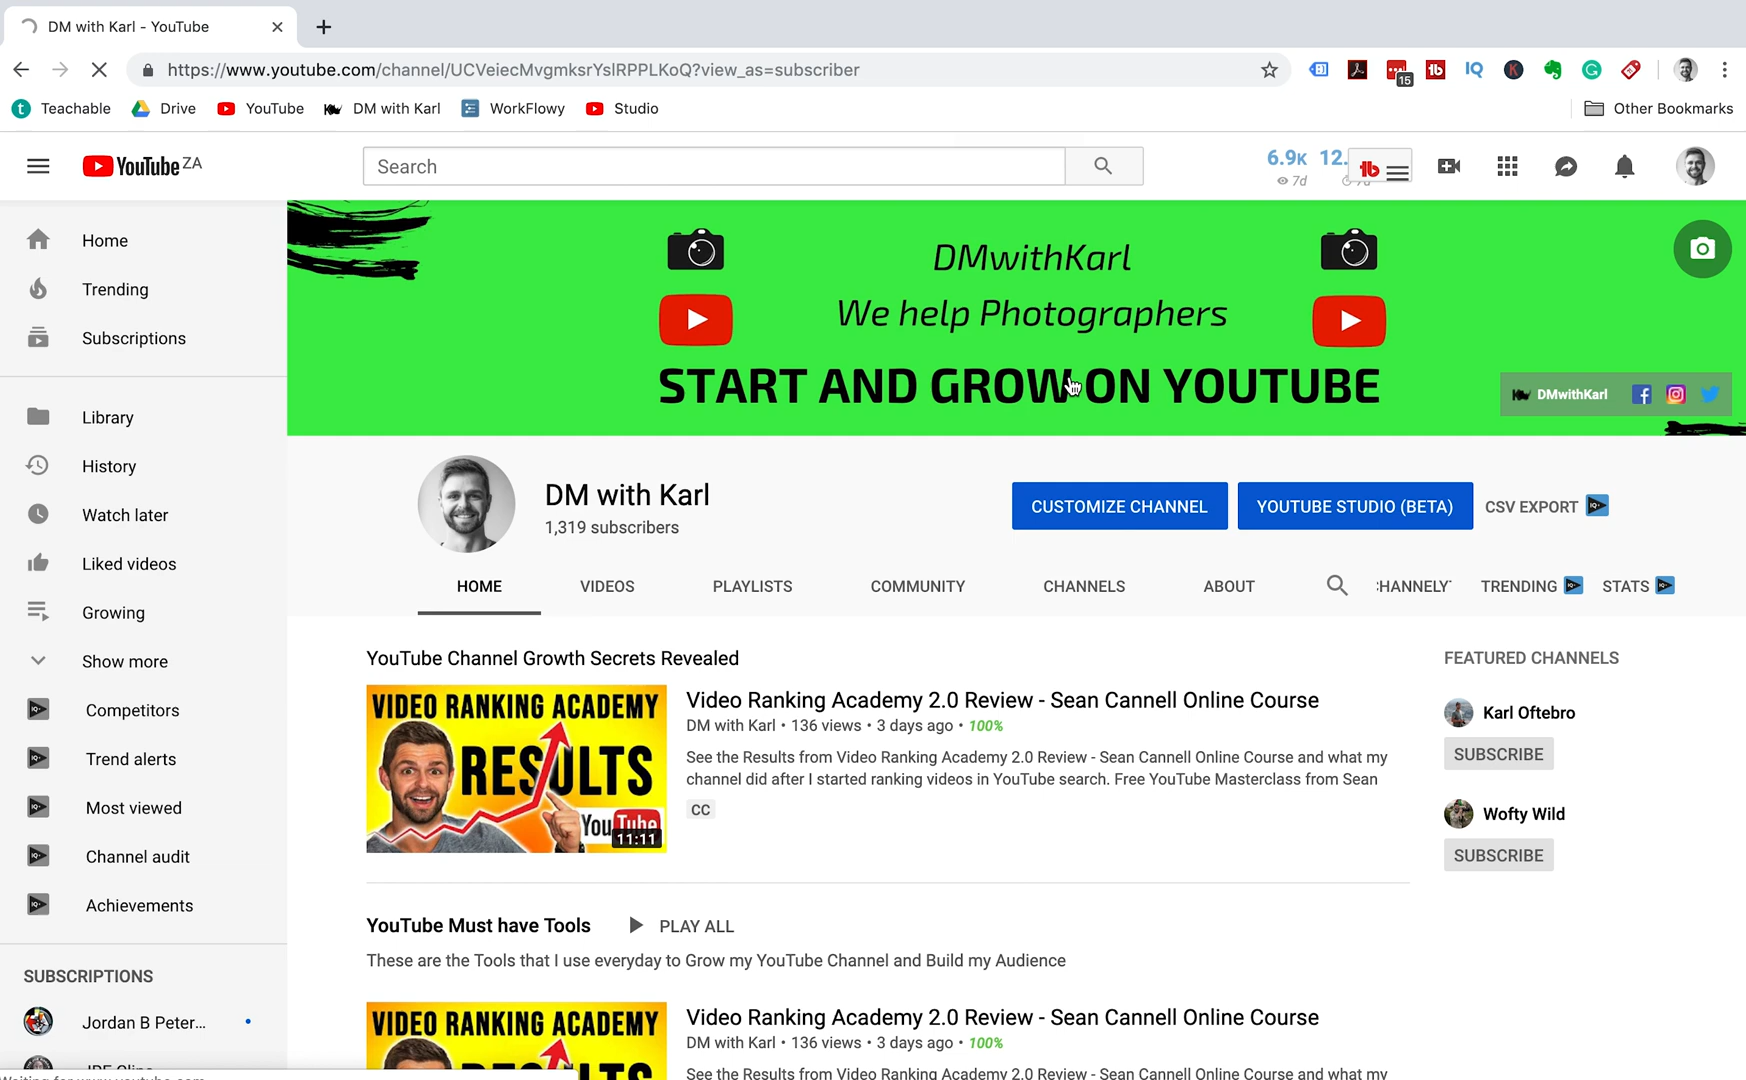 DM with Karl - YouTube
https://www.youtube.com/channel/UCVeiecMvgmksrYslRPPLKoQ?view_as=subscriber
15
Teachable
Drive
YouTube
DM with Karl
WorkFlowy
Studio
Other Bookmarks
YouTube ZA
Search
6.9K 12.
7d
Home
Trending
Subscriptions
Library
History
Watch later
Liked videos
Growing
Show more
Competitors
Trend alerts
Most viewed
Channel audit
Achievements
SUBSCRIPTIONS
Jordan B Peter...
DMwithKarl
We help Photographers
START AND GROW ON YOUTUBE
DMwithKarl
DM with Karl
1,319 subscribers
CUSTOMIZE CHANNEL
YOUTUBE STUDIO (BETA)
CSV EXPORT
HOME
VIDEOS
PLAYLISTS
COMMUNITY
CHANNELS
ABOUT
TRENDING
STATS
YouTube Channel Growth Secrets Revealed
VIDEO RANKING ACADEMY
RESULTS
YouTube
11:11
Video Ranking Academy 2.0 Review - Sean Cannell Online Course
DM with Karl • 136 views • 3 days ago • 100%
See the Results from Video Ranking Academy 2.0 Review - Sean Cannell Online Course and what my
channel did after I started ranking videos in YouTube search. Free YouTube Masterclass from Sean
CC
FEATURED CHANNELS
Karl Oftebro
SUBSCRIBE
Wofty Wild
SUBSCRIBE
YouTube Must have Tools
PLAY ALL
These are the Tools that I use everyday to Grow my YouTube Channel and Build my Audience
VIDEO RANKING ACADEMY
Video Ranking Academy 2.0 Review - Sean Cannell Online Course
DM with Karl • 136 views • 3 days ago • 100%
See the Results from Video Ranking Academy 2.0 Review - Sean Cannell Online Course and what my